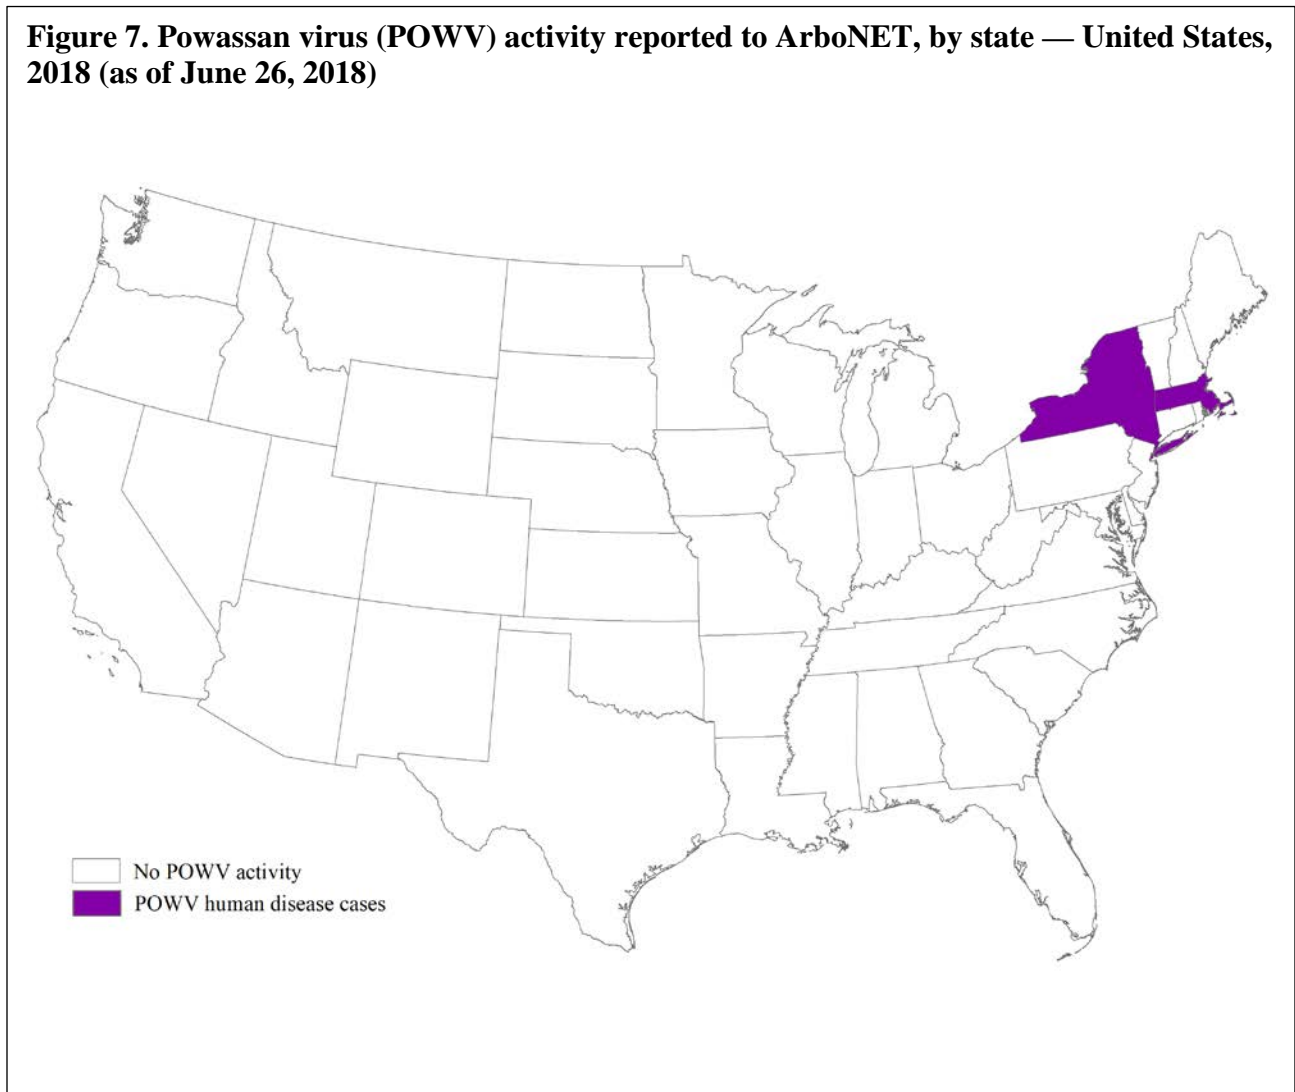 Figure 7. Powassan virus (POWV) activity reported to ArboNET, by state — United States,
2018 (as of June 26, 2018)
No POWV activity
POWV human disease cases